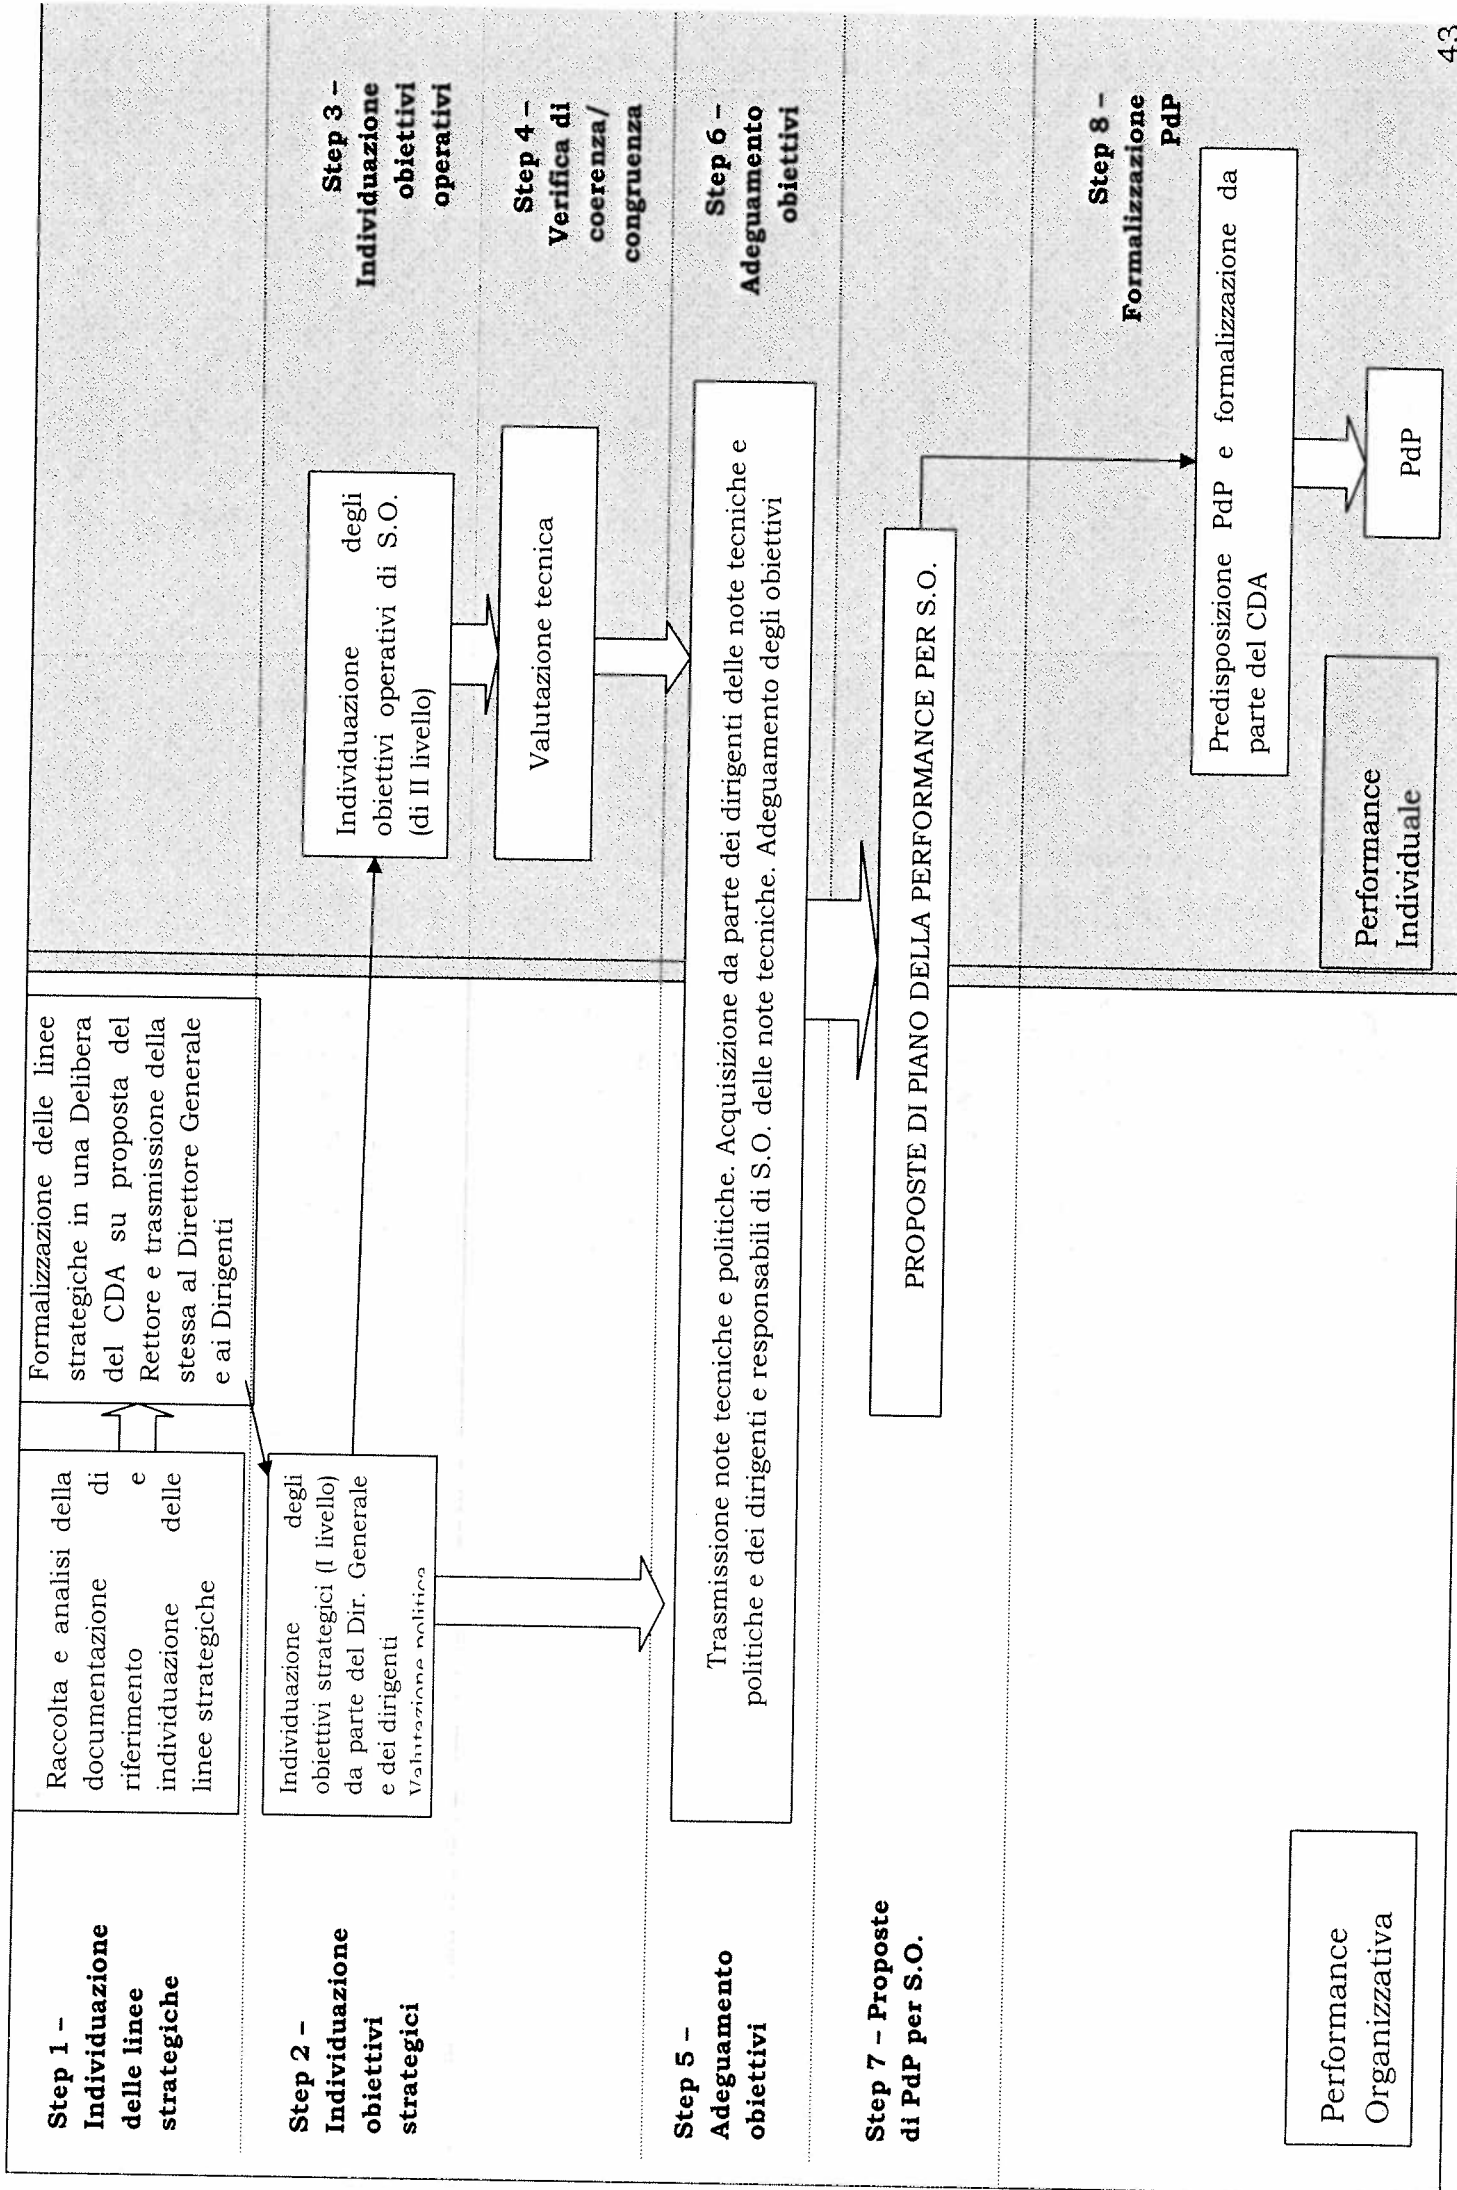 Step 1 –
Individuazione
delle linee
strategiche
Raccolta e analisi della
documentazione di
riferimento e
individuazione delle
linee strategiche
Formalizzazione delle linee
strategiche in una Delibera
del CDA su proposta del
Rettore e trasmissione della
stessa al Direttore Generale
e ai Dirigenti
Step 2 –
Individuazione
obiettivi
strategici
Individuazione degli
obiettivi strategici (I livello)
da parte del Dir. Generale
e dei dirigenti
Valutazione politica
Individuazione degli
obiettivi operativi di S.O.
(di II livello)
Step 3 –
Individuazione
obiettivi
operativi
Valutazione tecnica
Step 4 –
Verifica di
coerenza/
congruenza
Step 5 –
Adeguamento
obiettivi
Trasmissione note tecniche e politiche. Acquisizione da parte dei dirigenti delle note tecniche e
politiche e dei dirigenti e responsabili di S.O. delle note tecniche. Adeguamento degli obiettivi
Step 6 –
Adeguamento
obiettivi
Step 7 – Proposte
di PdP per S.O.
PROPOSTE DI PIANO DELLA PERFORMANCE PER S.O.
Step 8 –
Formalizzazione
PdP
Predisposizione PdP e formalizzazione da
parte del CDA
PdP
Performance
Organizzativa
Performance
Individuale
43